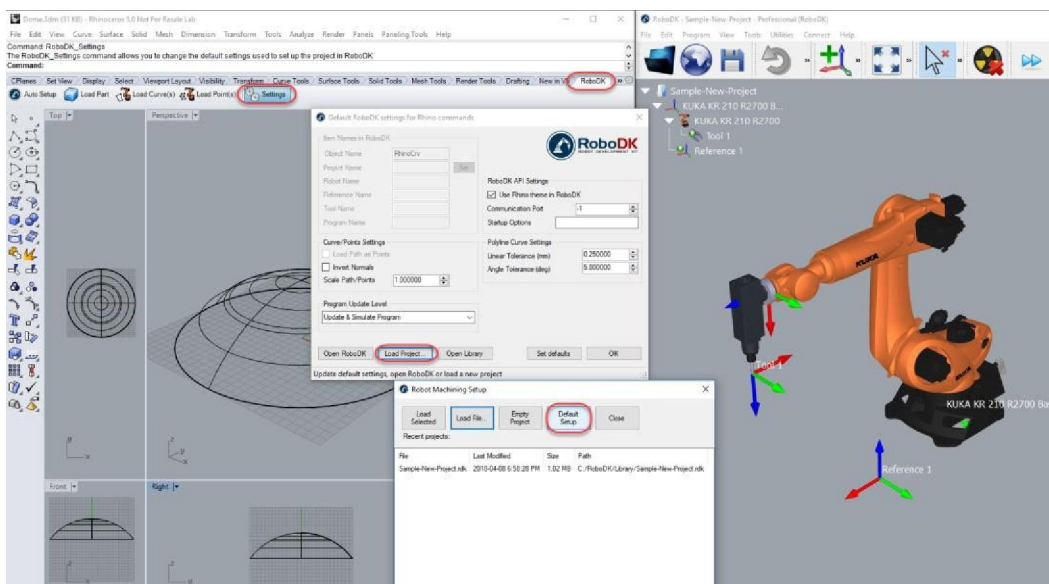 Dome.3dm (31 KB) - Rhinoceros 5.0 Not For Resale Lab
File Edit View Curve Surface Solid Mesh Dimension Transform Tools Analyze Render Panels Paneling Tools Help
Command: RoboDK_Settings
The RoboDK_Settings command allows you to change the default settings used to set up the project in RoboDK
Command:
CPlanes Set View Display Select Viewport Layout Visibility Transform Curve Tools Surface Tools Solid Tools Mesh Tools Render Tools Drafting New in V RoboDK
Auto Setup Load Part Load Curve(s) Load Point(s) Settings
Top
Perspective
Front
Right
y
x
z
y
x
z
x
z
y
Default RoboDK settings for Rhino commands
Item Names in RoboDK
Object Name RhinoCrv
Project Name Set
Robot Name
Reference Name
Tool Name
Program Name
RoboDK
RoboDK API Settings
Use Rhino theme in RoboDK
Communication Port -1
Startup Options
Curve/Points Settings
Load Path as Points
Invert Normals
Scale Path/Points 1.000000
Polyline Curve Settings
Linear Tolerance (mm) 0.250000
Angle Tolerance (deg) 5.000000
Program Update Level
Update & Simulate Program
Open RoboDK Load Project... Open Library Set defaults OK
Update default settings, open RoboDK or load a new project
Robot Machining Setup
Load Selected
Load File...
Empty Project
Default Setup
Close
Recent projects:
File Last Modified Size Path
Sample-New-Project.rdk 2018-04-08 6:58:28 PM 1.02 MB C:/RoboDK/Library/Sample-New-Project.rdk
RoboDK - Sample-New-Project - Professional (RoboDK)
File Edit Program View Tools Utilities Connect Help
Sample-New-Project
KUKA KR 210 R2700 B...
KUKA KR 210 R2700
Tool 1
Reference 1
KUKA
Tool 1
KUKA KR 210 R2700 Ba
Reference 1